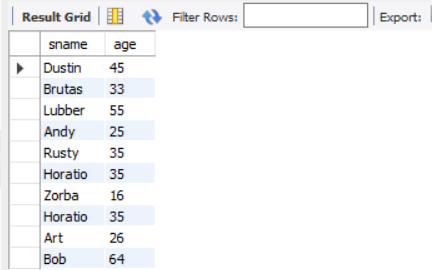 Result Grid Filter Rows: Export:
sname age
Dustin 45
Brutas 33
Lubber 55
Andy 25
Rusty 35
Horatio 35
Zorba 16
Horatio 35
Art 26
Bob 64